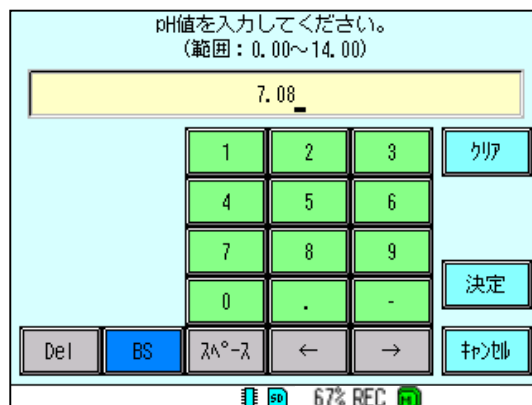 pH値を入力してください。
(範囲：0.00～14.00)
7.08
1 2 3 ｸﾘｱ
4 5 6
7 8 9
決定
0 . -
Del BS ｽﾍﾟｰｽ ← → ｷｬﾝｾﾙ
SD 67% REC H